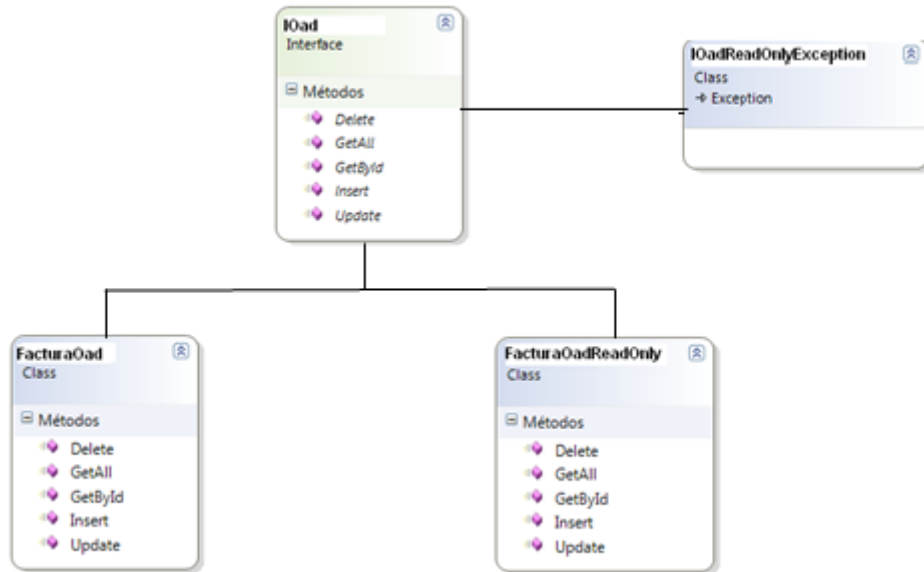 IOad
Interface
Métodos
Delete
GetAll
GetById
Insert
Update
IOadReadOnlyException
Class
Exception
FacturaOad
Class
Métodos
Delete
GetAll
GetById
Insert
Update
FacturaOadReadOnly
Class
Métodos
Delete
GetAll
GetById
Insert
Update